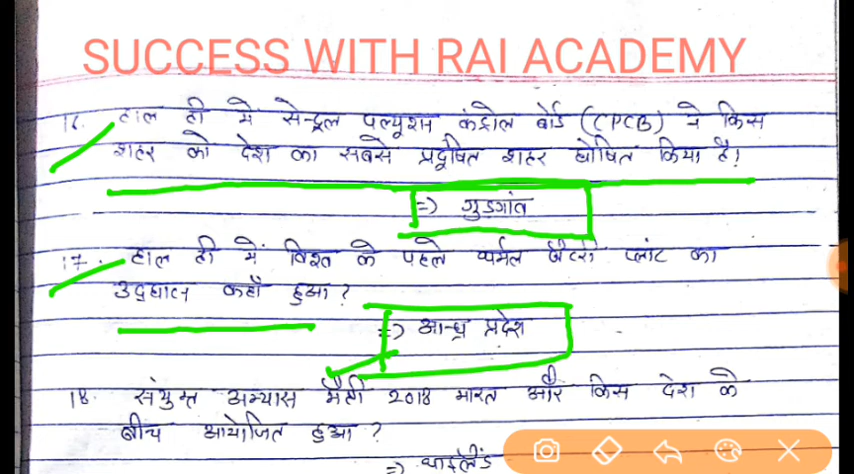 SUCCESS WITH RAI ACADEMY
16. हाल ही में सेन्ट्रल पल्यूशन कंट्रोल बोर्ड (CPCB) ने किस
शहर को देश का सबसे प्रदूषित शहर घोषित किया है।
=) गुडगांव
17. हाल ही में विश्व के पहले थर्मल बैटरी प्लांट का
उद्घाटन कहाँ हुआ ?
=) आन्ध्र प्रदेश
18. संयुक्त अभ्यास मैत्री 2018 भारत और किस देश के
बीच आयोजित हुआ ?
=) थाईलैंड